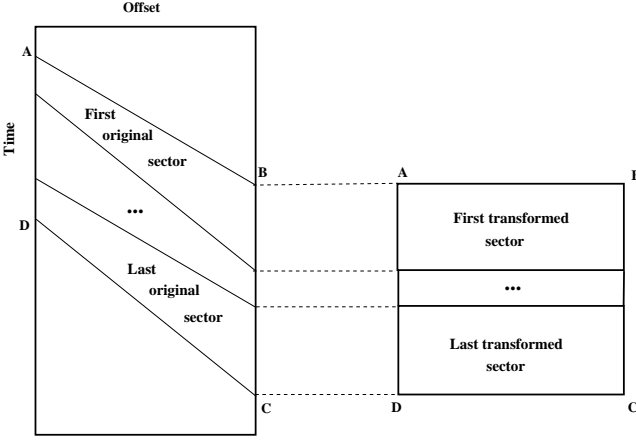 Offset
A
Time
First
original
sector
B
...
D
Last
original
sector
C
A
B
First transformed
sector
...
Last transformed
sector
D
C